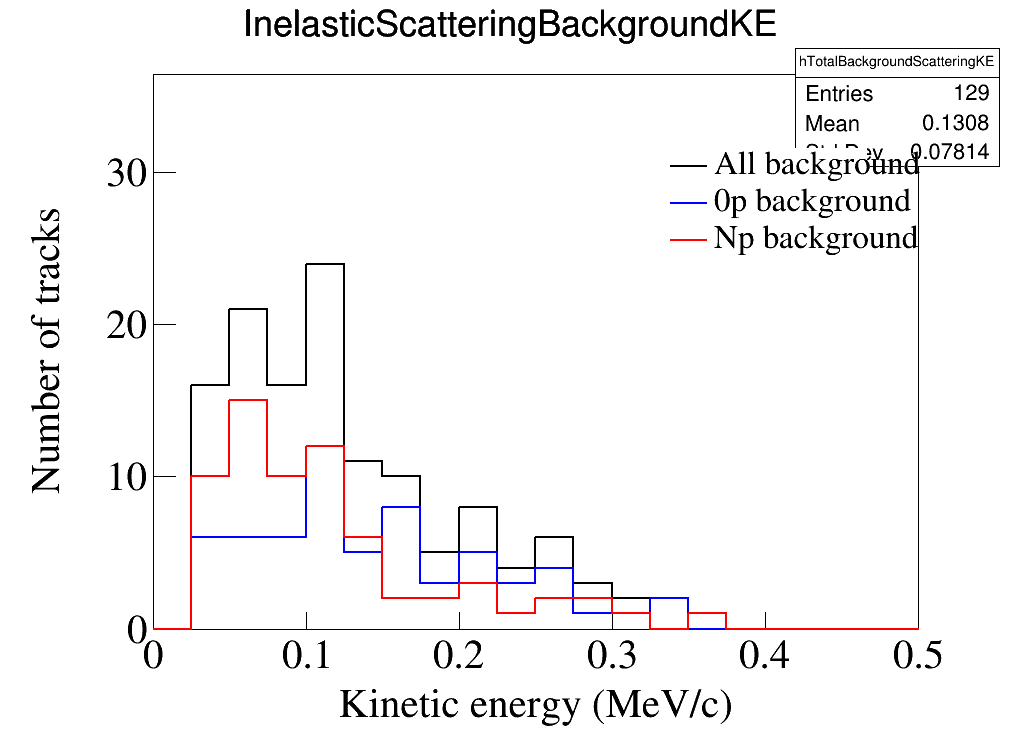 InelasticScatteringBackgroundKE
hTotalBackgroundScatteringKE
Entries 129
Mean 0.1308
0.07814
All background
0p background
Np background
Number of tracks
30
20
10
0
0 0.1 0.2 0.3 0.4 0.5
Kinetic energy (MeV/c)